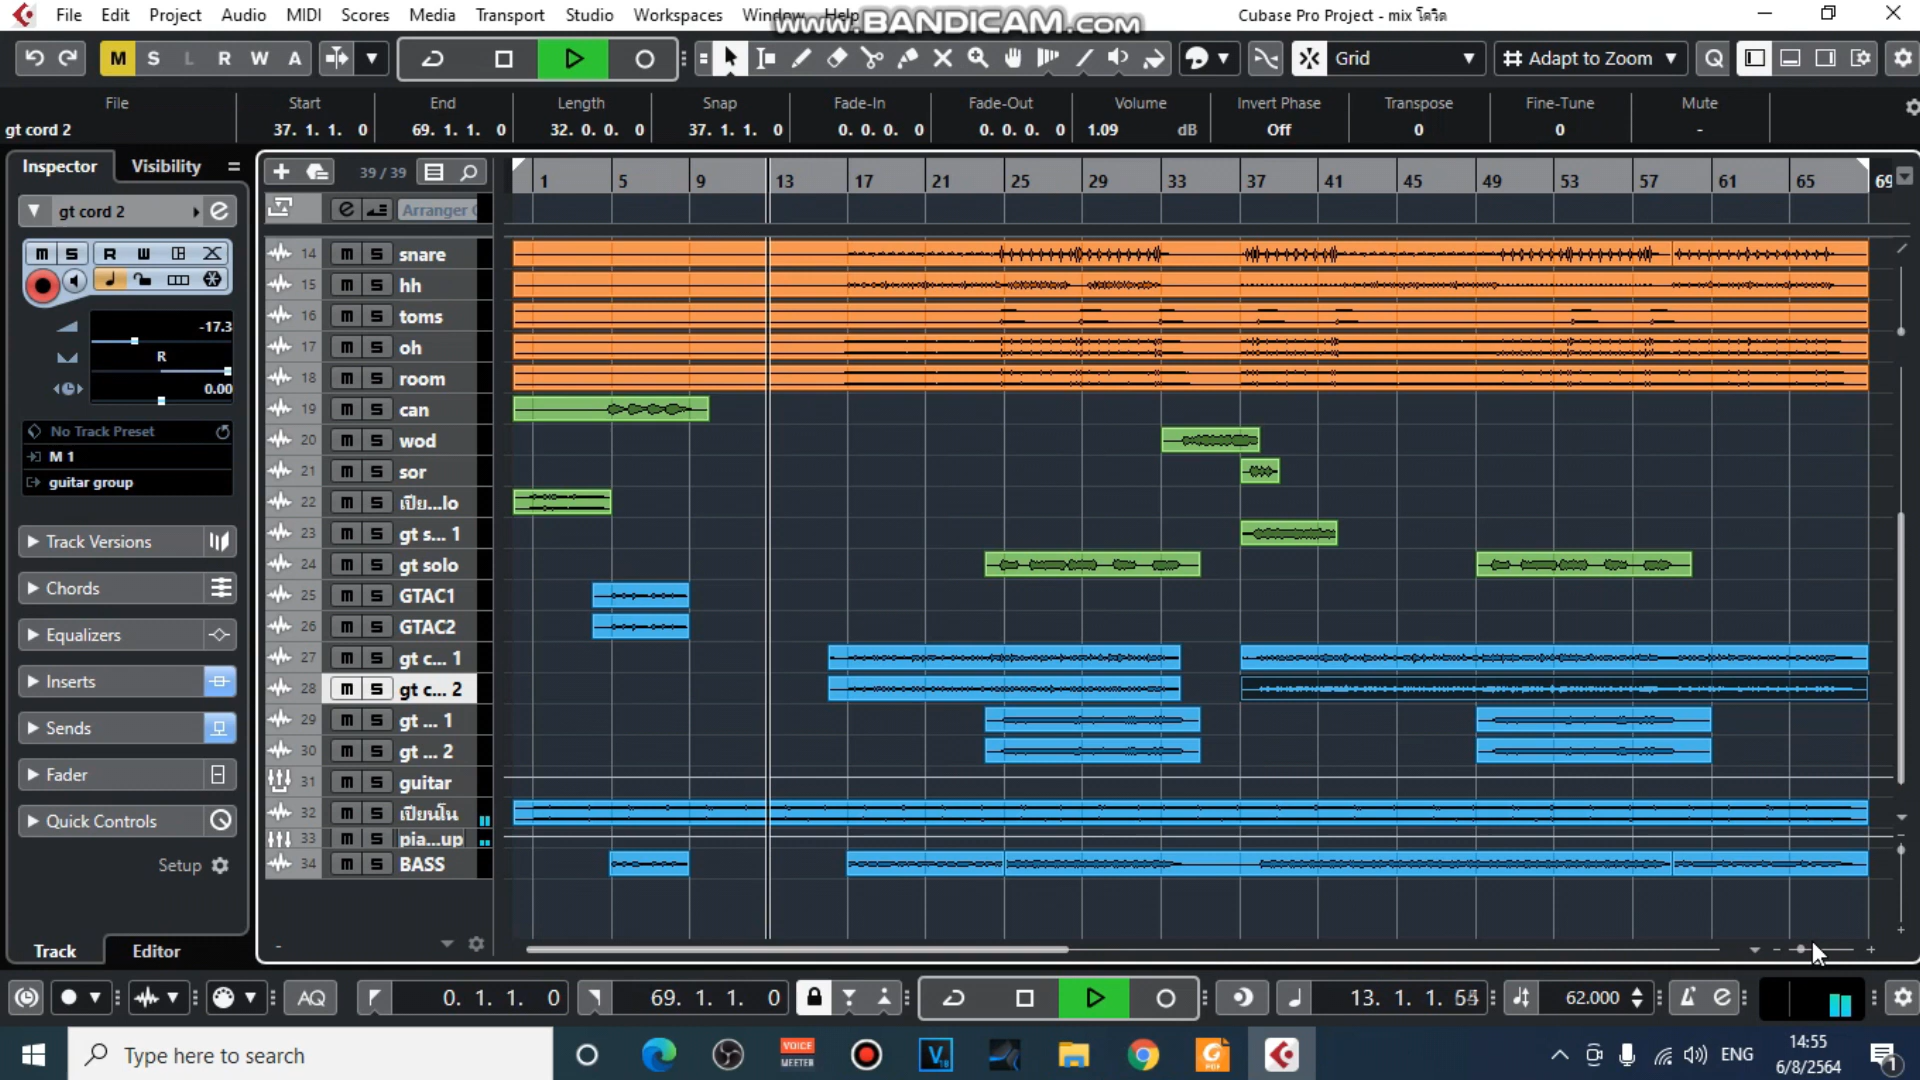 File Edit Project Audio MIDI Scores Media Transport Studio Workspaces Window Help
www.BANDICAM.com
Cubase Pro Project - mix โตวิด
M S L R W A
Grid
Adapt to Zoom
File Start End Length Snap Fade-In Fade-Out Volume Invert Phase Transpose Fine-Tune Mute
gt cord 2 37. 1. 1. 0 69. 1. 1. 0 32. 0. 0. 0 37. 1. 1. 0 0. 0. 0. 0 0. 0. 0. 0 1.09 dB Off 0 0 -
Inspector Visibility
gt cord 2
M S R W
-17.3
R
0.00
No Track Preset
M 1
guitar group
Track Versions
Chords
Equalizers
Inserts
Sends
Fader
Quick Controls
Setup
Track Editor
39 / 39
1 5 9 13 17 21 25 29 33 37 41 45 49 53 57 61 65 69
Arranger
14 M S snare
15 M S hh
16 M S toms
17 M S oh
18 M S room
19 M S can
20 M S wod
21 M S sor
22 M S เปีย...lo
23 M S gt s... 1
24 M S gt solo
25 M S GTAC1
26 M S GTAC2
27 M S gt c... 1
28 M S gt c... 2
29 M S gt ... 1
30 M S gt ... 2
31 M S guitar
32 M S เปียนโน
33 M S pia...up
34 M S BASS
AQ
0. 1. 1. 0
69. 1. 1. 0
13. 1. 1.
62.000
Type here to search
VOICE
MEETER
ENG
14:55
6/8/2564
1